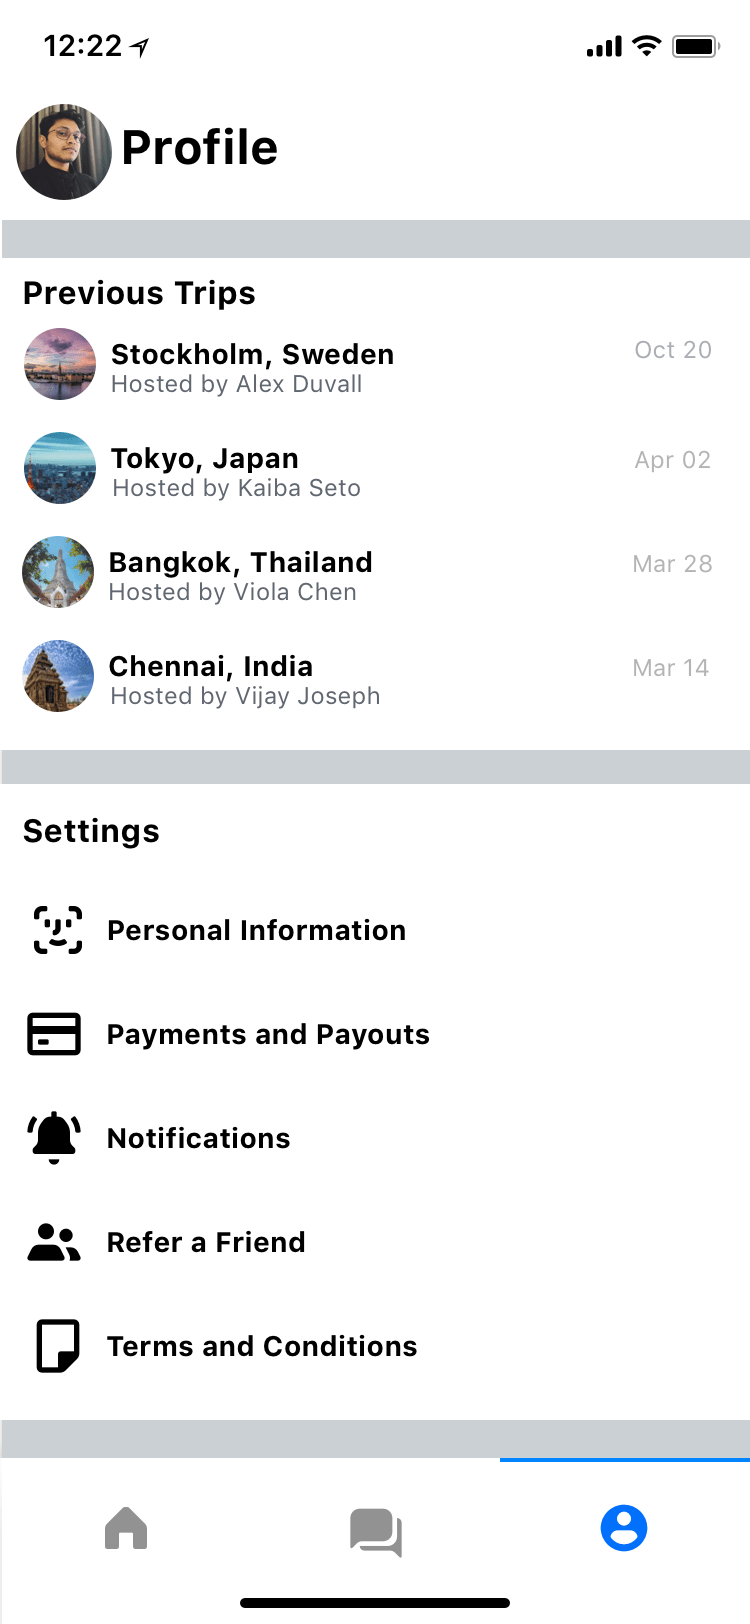 12:22
Profile
Previous Trips
Stockholm, Sweden
Oct 20
Hosted by Alex Duvall
Tokyo, Japan
Apr 02
Hosted by Kaiba Seto
Bangkok, Thailand
Mar 28
Hosted by Viola Chen
Chennai, India
Mar 14
Hosted by Vijay Joseph
Settings
Personal Information
Payments and Payouts
Notifications
Refer a Friend
Terms and Conditions